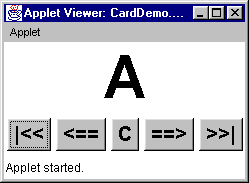 Applet Viewer: CardDemo....
Applet
A
|<< <== C ==> >>|
Applet started.